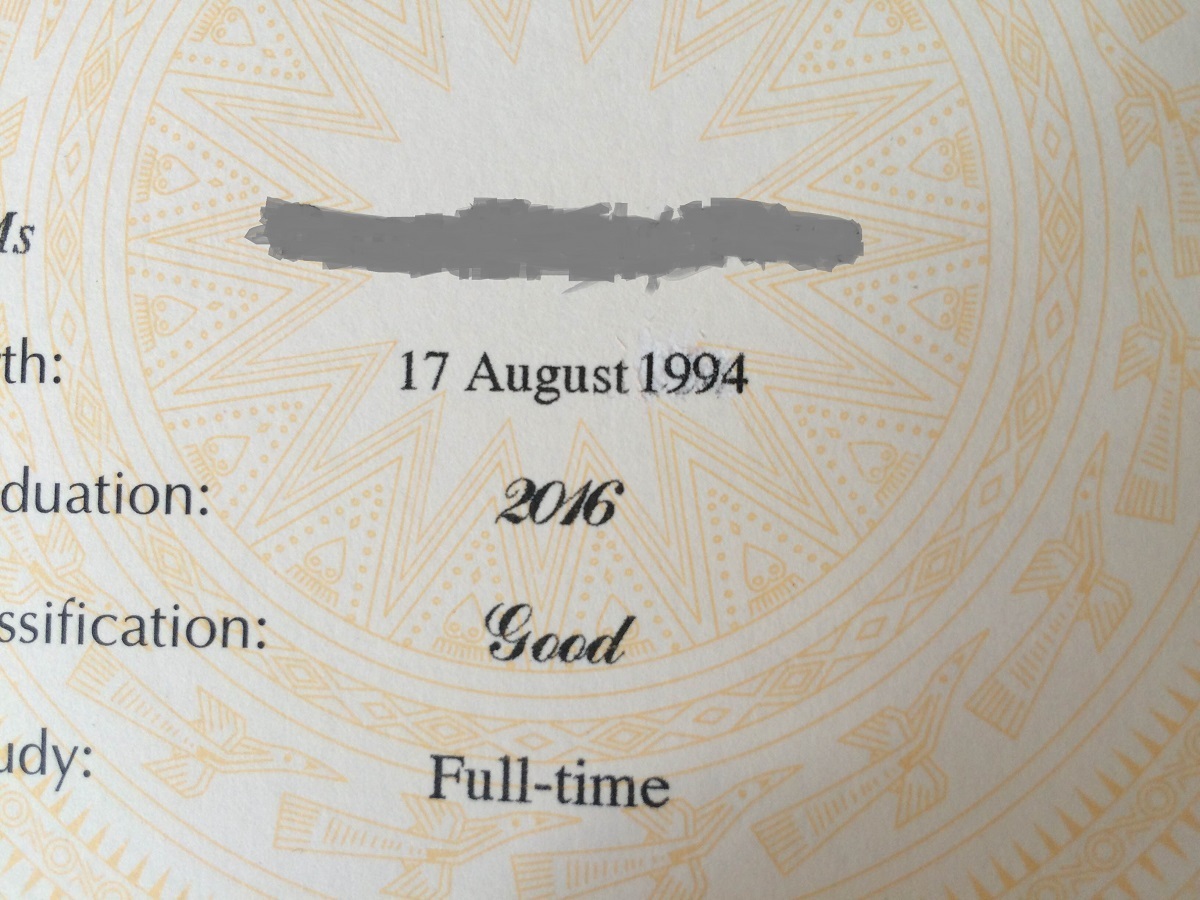 Ms
th:
17 August 1994
duation:
2016
ssification:
Good
udy:
Full-time